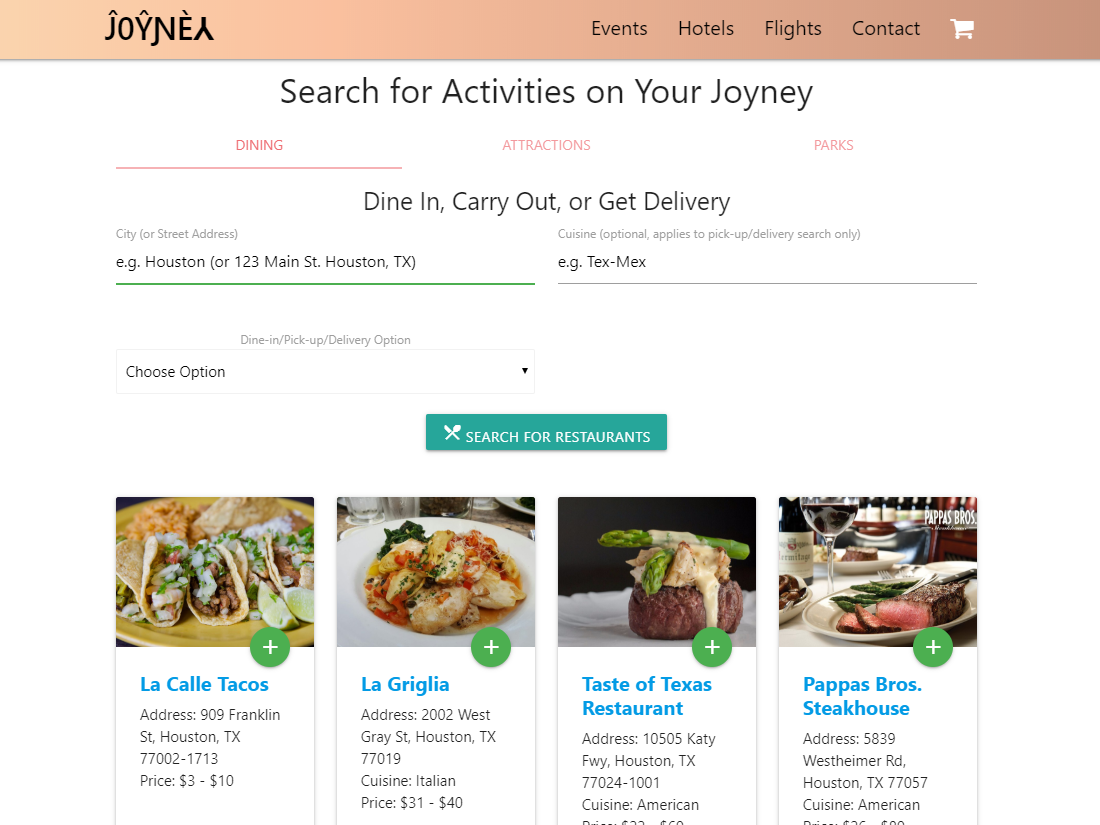 ĴOŶɲÈ⅄
Events Hotels Flights Contact
Search for Activities on Your Joyney
DINING ATTRACTIONS PARKS
Dine In, Carry Out, or Get Delivery
City (or Street Address) Cuisine (optional, applies to pick-up/delivery search only)
e.g. Houston (or 123 Main St. Houston, TX) e.g. Tex-Mex
Dine-in/Pick-up/Delivery Option
Choose Option
SEARCH FOR RESTAURANTS
PAPPAS BROS.
Steakhouse
La Calle Tacos
Address: 909 Franklin
St, Houston, TX
77002-1713
Price: $3 - $10
La Griglia
Address: 2002 West
Gray St, Houston, TX
77019
Cuisine: Italian
Price: $31 - $40
Taste of Texas
Restaurant
Address: 10505 Katy
Fwy, Houston, TX
77024-1001
Cuisine: American
Pappas Bros.
Steakhouse
Address: 5839
Westheimer Rd,
Houston, TX 77057
Cuisine: American